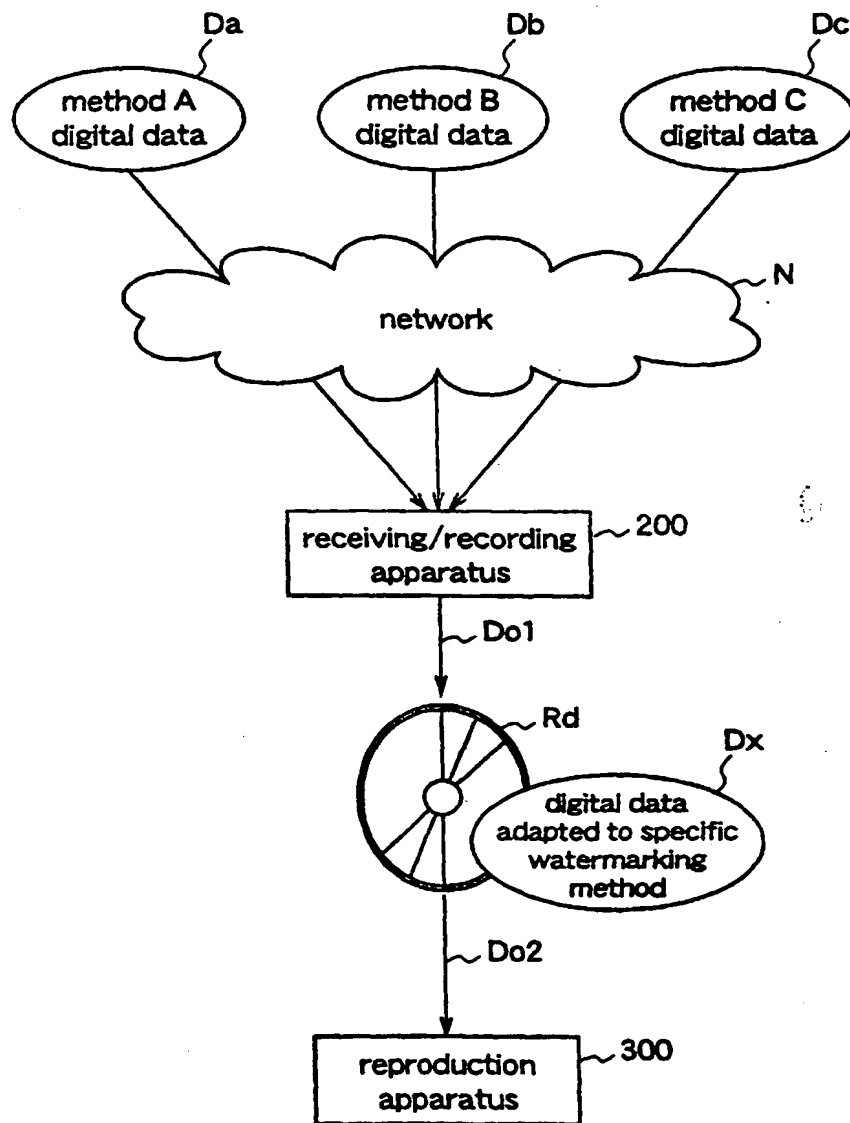 Da
Db
Dc
method A
digital data
method B
digital data
method C
digital data
N
network
200
receiving/recording
apparatus
Do1
Rd
Dx
digital data
adapted to specific
watermarking
method
Do2
300
reproduction
apparatus